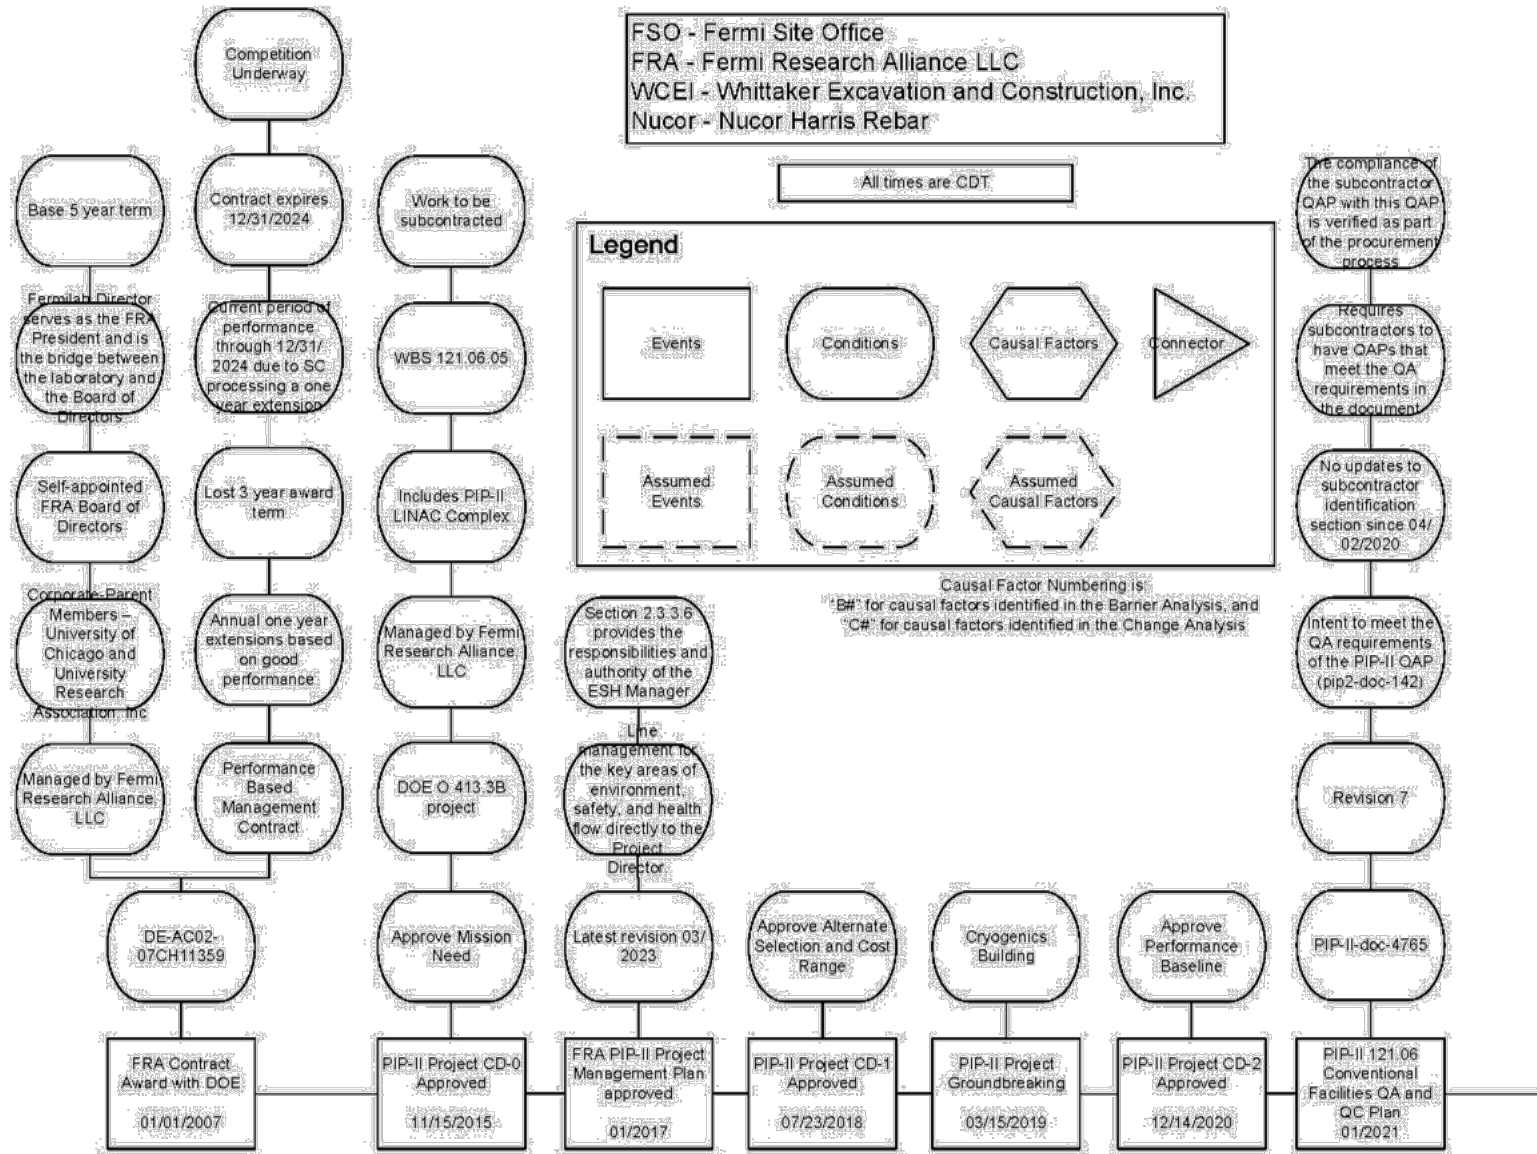 FSO - Fermi Site Office
FRA - Fermi Research Alliance LLC
WCEI - Whittaker Excavation and Construction, Inc.
Nucor - Nucor Harris Rebar
All times are CDT
Legend
Events
Conditions
Causal Factors
Connector
Assumed
Events
Assumed
Conditions
Assumed
Causal Factors
Causal Factor Numbering is:
"B#" for causal factors identified in the Barrier Analysis, and
"C#" for causal factors identified in the Change Analysis
Base 5 year term
Fermilab Director
serves as the FRA
President and is
the bridge between
the laboratory and
the Board of
Directors
Self-appointed
FRA Board of
Directors
Corporate-Parent
Members –
University of
Chicago and
University
Research
Association, Inc
Managed by Fermi
Research Alliance,
LLC
Competition
Underway
Contract expires
12/31/2024
Current period of
performance
through 12/31/
2024 due to SC
processing a one
year extension
Lost 3 year award
term
Annual one year
extensions based
on good
performance
Performance
Based
Management
Contract
DE-AC02-
07CH11359
FRA Contract
Award with DOE
01/01/2007
Work to be
subcontracted
WBS 121.06.05
Includes PIP-II
LINAC Complex
Managed by Fermi
Research Alliance,
LLC
DOE O 413.3B
project
Approve Mission
Need
PIP-II Project CD-0
Approved
11/15/2015
Section 2.3.3.6
provides the
responsibilities and
authority of the
ESH Manager
Line
management for
the key areas of
environment,
safety, and health
flow directly to the
Project
Director
Latest revision 03/
2023
FRA PIP-II Project
Management Plan
approved
01/2017
Approve Alternate
Selection and Cost
Range
PIP-II Project CD-1
Approved
07/23/2018
Cryogenics
Building
PIP-II Project
Groundbreaking
03/15/2019
Approve
Performance
Baseline
PIP-II Project CD-2
Approved
12/14/2020
The compliance of
the subcontractor
QAP with this QAP
is verified as part
of the procurement
process
Requires
subcontractors to
have QAPs that
meet the QA
requirements in
the document
No updates to
subcontractor
identification
section since 04/
02/2020
Intent to meet the
QA requirements
of the PIP-II QAP
(pip2-doc-142)
Revision 7
PIP-II-doc-4765
PIP-II 121.06
Conventional
Facilities QA and
QC Plan
01/2021